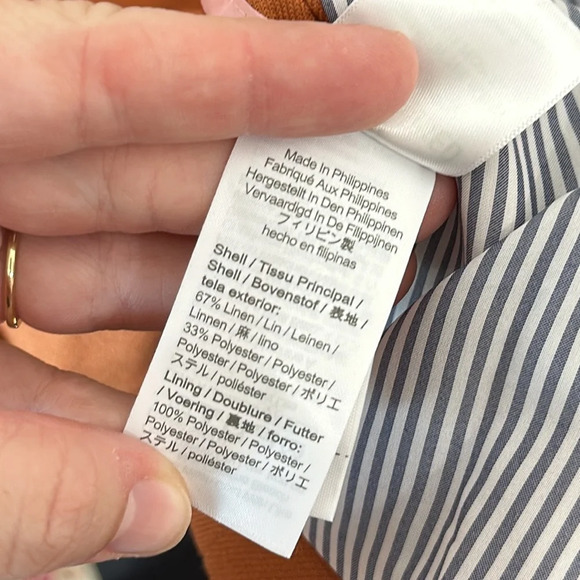 Made in Philippines
Fabriqué Aux Philippines
Hergestellt In Den Philippinen
Vervaardigd In De Filippijnen
フィリピン製
hecho en filipinas
Shell / Tissu Principal /
Shell / Bovenstof / 表地 /
tela exterior:
67% Linen / Lin / Leinen /
Linnen / 麻 / lino
33% Polyester / Polyester /
Polyester / Polyester / ポリエ
ステル / poliéster
Lining / Doublure / Futter
/ Voering / 裏地 / forro:
100% Polyester / Polyester /
Polyester / Polyester / ポリエ
ステル / poliéster